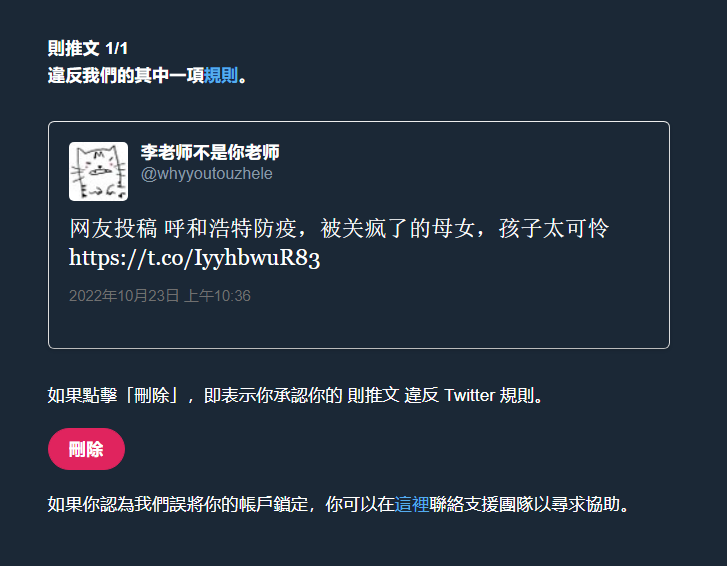 則推文 1/1
違反我們的其中一項規則。
李老师不是你老师
@whyyoutouzhele
网友投稿 呼和浩特防疫，被关疯了的母女，孩子太可怜
https://t.co/IyyhbwuR83
2022年10月23日 上午10:36
如果點擊「刪除」，即表示你承認你的 則推文 違反 Twitter 規則。
刪除
如果你認為我們誤將你的帳戶鎖定，你可以在這裡聯絡支援團隊以尋求協助。